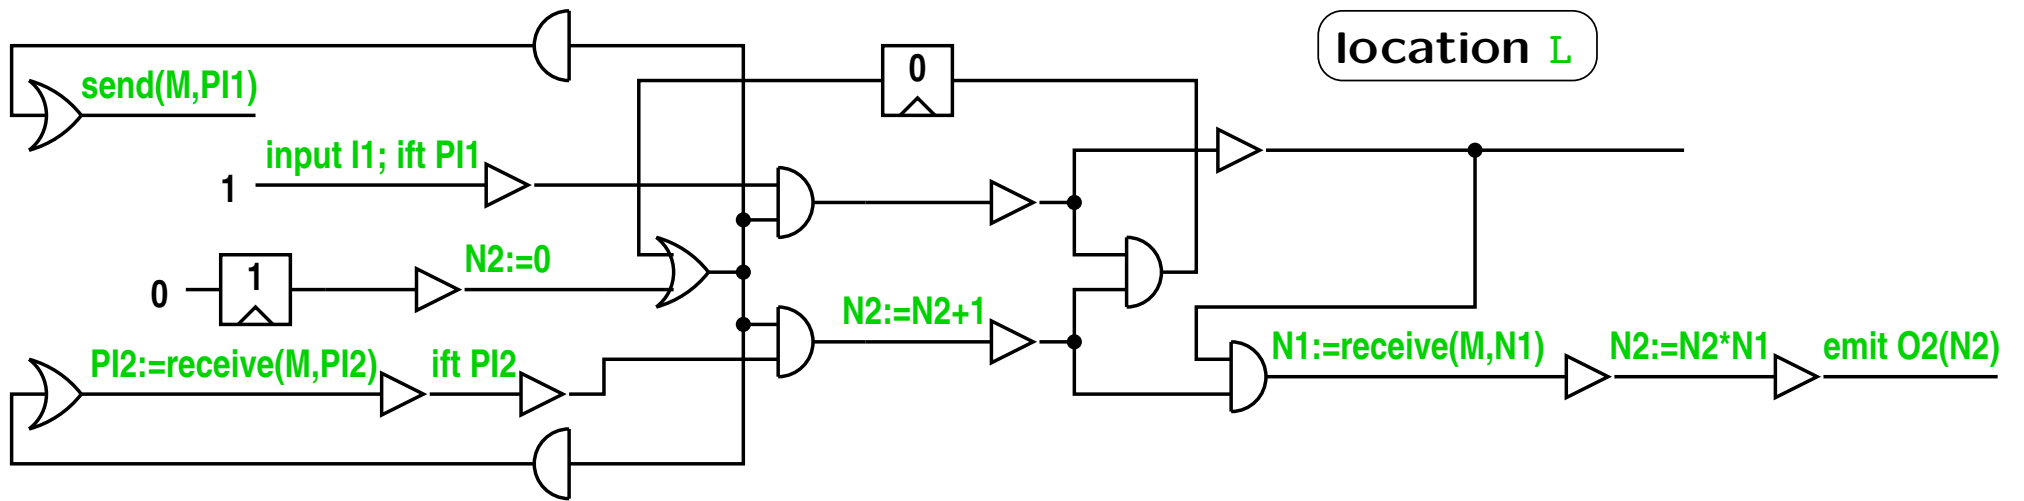 0
location L
send(M,PI1)
input I1; ift PI1
1
N2:=0
1
0
N2:=N2+1
PI2:=receive(M,PI2)
ift PI2
N1:=receive(M,N1)
N2:=N2*N1
emit O2(N2)